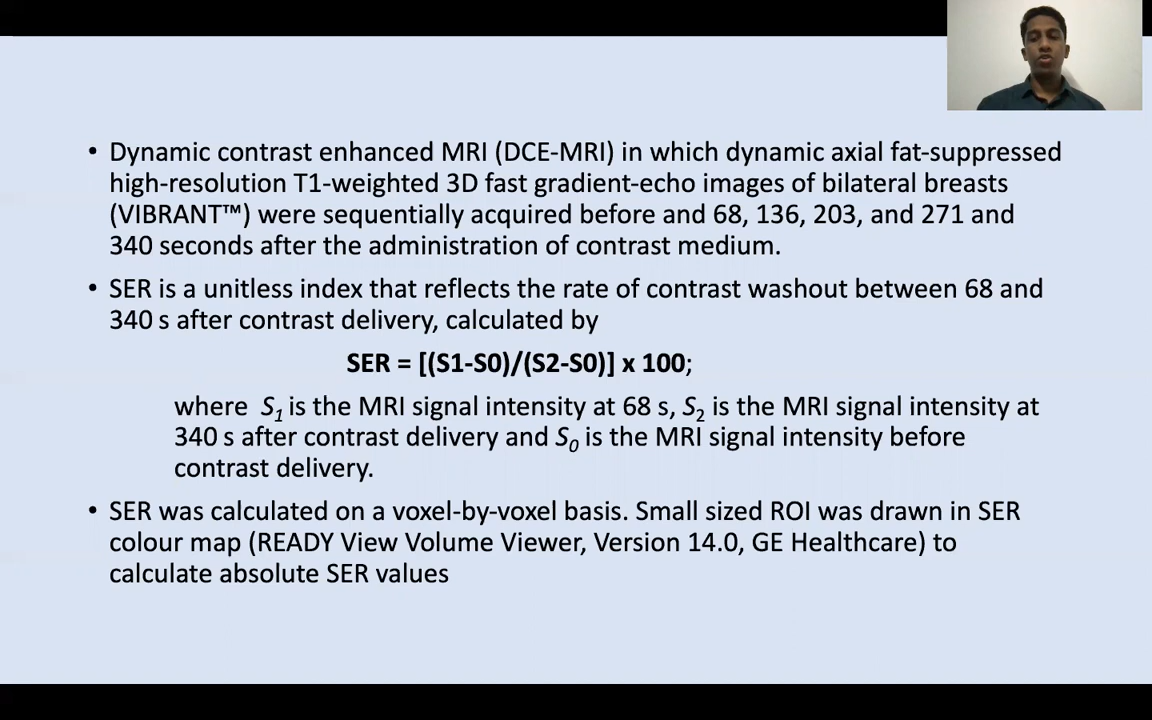 • Dynamic contrast enhanced MRI (DCE-MRI) in which dynamic axial fat-suppressed
high-resolution T1-weighted 3D fast gradient-echo images of bilateral breasts
(VIBRANT™) were sequentially acquired before and 68, 136, 203, and 271 and
340 seconds after the administration of contrast medium.
• SER is a unitless index that reflects the rate of contrast washout between 68 and
340 s after contrast delivery, calculated by
SER = [(S1-S0)/(S2-S0)] x 100;
where S₁ is the MRI signal intensity at 68 s, S₂ is the MRI signal intensity at
340 s after contrast delivery and S₀ is the MRI signal intensity before
contrast delivery.
• SER was calculated on a voxel-by-voxel basis. Small sized ROI was drawn in SER
colour map (READY View Volume Viewer, Version 14.0, GE Healthcare) to
calculate absolute SER values